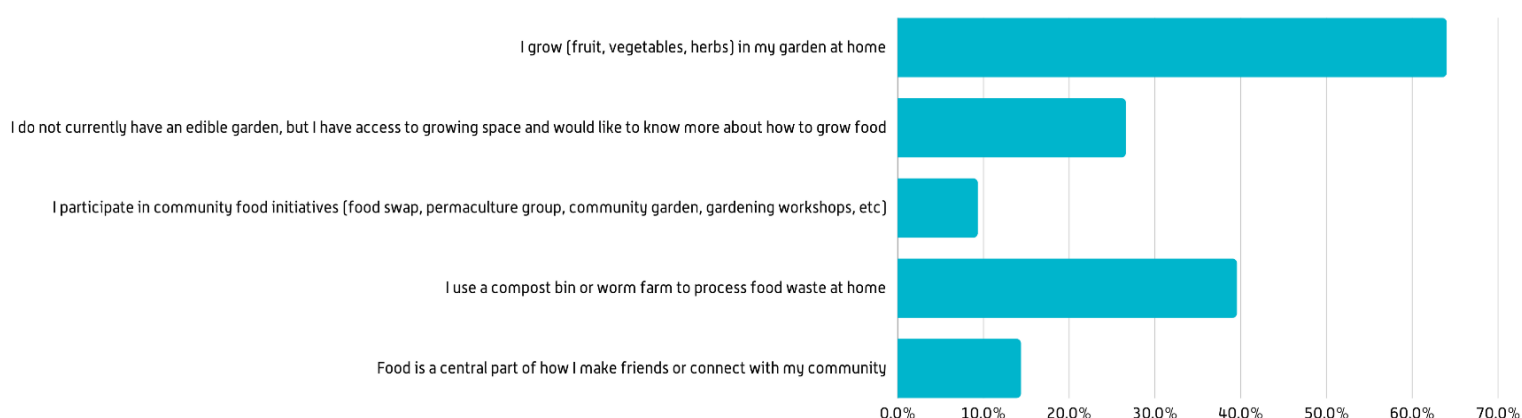 I grow (fruit, vegetables, herbs) in my garden at home
I do not currently have an edible garden, but I have access to growing space and would like to know more about how to grow food
I participate in community food initiatives (food swap, permaculture group, community garden, gardening workshops, etc)
I use a compost bin or worm farm to process food waste at home
Food is a central part of how I make friends or connect with my community
0.0% 10.0% 20.0% 30.0% 40.0% 50.0% 60.0% 70.0%